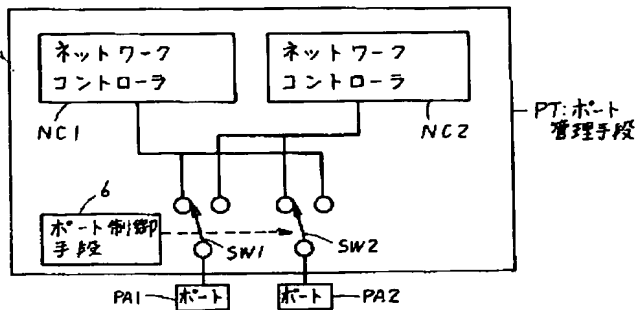 ネットワーク
コントローラ
ネットワーク
コントローラ
NC1
NC2
PT:ポート
管理手段
6
ポート制御
手段
SW1
SW2
PA1
ポート
ポート
PA2